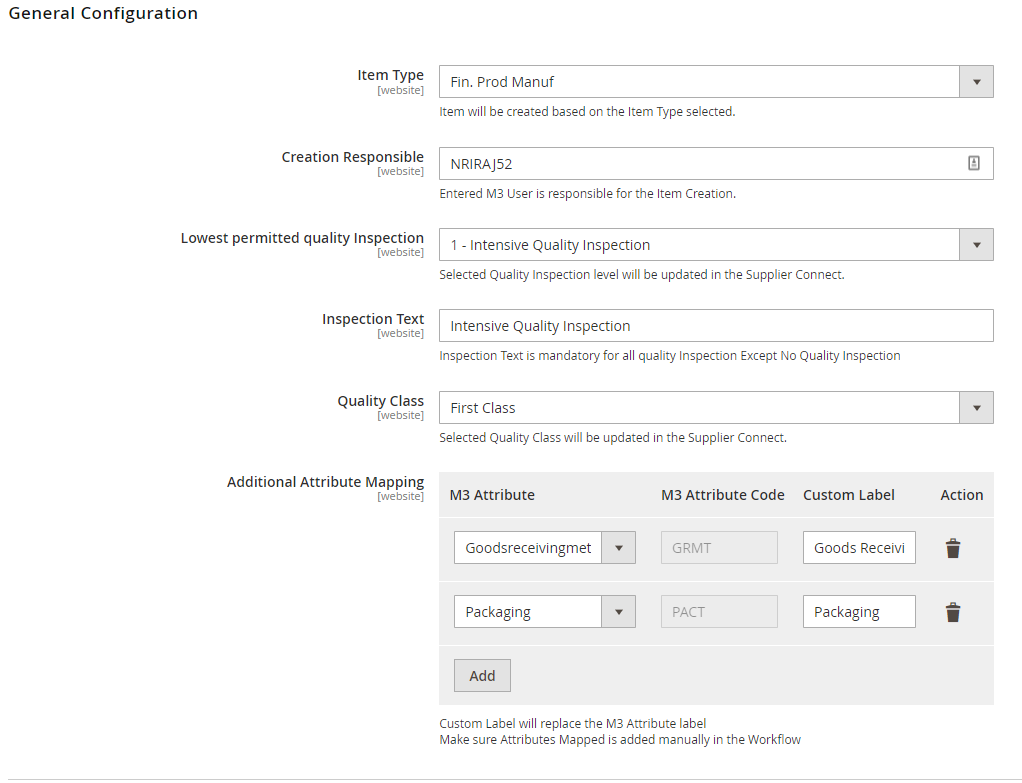 General Configuration
Item Type
[website]
Fin. Prod Manuf
Item will be created based on the Item Type selected.
Creation Responsible
[website]
NRIRAJ52
Entered M3 User is responsible for the Item Creation.
Lowest permitted quality Inspection
[website]
1 - Intensive Quality Inspection
Selected Quality Inspection level will be updated in the Supplier Connect.
Inspection Text
[website]
Intensive Quality Inspection
Inspection Text is mandatory for all quality Inspection Except No Quality Inspection
Quality Class
[website]
First Class
Selected Quality Class will be updated in the Supplier Connect.
Additional Attribute Mapping
[website]
M3 Attribute M3 Attribute Code Custom Label Action
Goodsreceivingmet GRMT Goods Receivi
Packaging PACT Packaging
Add
Custom Label will replace the M3 Attribute label
Make sure Attributes Mapped is added manually in the Workflow